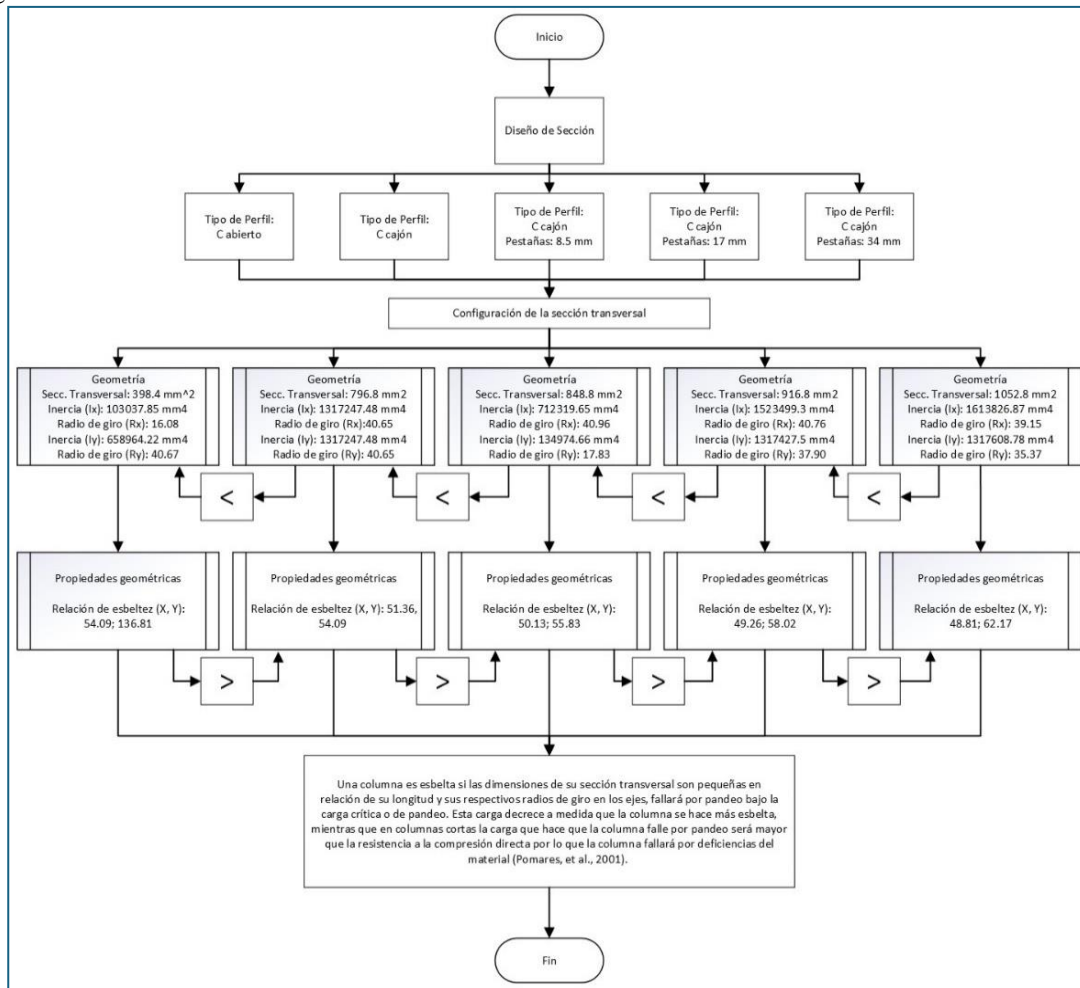 Inicio
Diseño de Sección
Tipo de Perfil:
C abierto
Tipo de Perfil:
C cajón
Tipo de Perfil:
C cajón
Pestañas: 8.5 mm
Tipo de Perfil:
C cajón
Pestañas: 17 mm
Tipo de Perfil:
C cajón
Pestañas: 34 mm
Configuración de la sección transversal
Geometría
Secc. Transversal: 398.4 mm^2
Inercia (Ix): 103037.85 mm4
Radio de giro (Rx): 16.08
Inercia (Iy): 658964.22 mm4
Radio de giro (Ry): 40.67
Geometría
Secc. Transversal: 796.8 mm2
Inercia (Ix): 1317247.48 mm4
Radio de giro (Rx):40.65
Inercia (Iy): 1317247.48 mm4
Radio de giro (Ry): 40.65
Geometría
Secc. Transversal: 848.8 mm2
Inercia (Ix): 712319.65 mm4
Radio de giro (Rx): 40.96
Inercia (Iy): 134974.66 mm4
Radio de giro (Ry): 17.83
Geometría
Secc. Transversal: 916.8 mm2
Inercia (Ix): 1523499.3 mm4
Radio de giro (Rx): 40.76
Inercia (Iy): 1317427.5 mm4
Radio de giro (Ry): 37.90
Geometría
Secc. Transversal: 1052.8 mm2
Inercia (Ix): 1613826.87 mm4
Radio de giro (Rx): 39.15
Inercia (Iy): 1317608.78 mm4
Radio de giro (Ry): 35.37
<
<
<
<
Propiedades geométricas
Relación de esbeltez (X, Y):
54.09; 136.81
Propiedades geométricas
Relación de esbeltez (X, Y): 51.36,
54.09
Propiedades geométricas
Relación de esbeltez (X, Y):
50.13; 55.83
Propiedades geométricas
Relación de esbeltez (X, Y):
49.26; 58.02
Propiedades geométricas
Relación de esbeltez (X, Y):
48.81; 62.17
>
>
>
>
Una columna es esbelta si las dimensiones de su sección transversal son pequeñas en
relación de su longitud y sus respectivos radios de giro en los ejes, fallará por pandeo bajo la
carga crítica o de pandeo. Esta carga decrece a medida que la columna se hace más esbelta,
mientras que en columnas cortas la carga que hace que la columna falle por pandeo será mayor
que la resistencia a la compresión directa por lo que la columna fallará por deficiencias del
material (Pomares, et al., 2001).
Fin